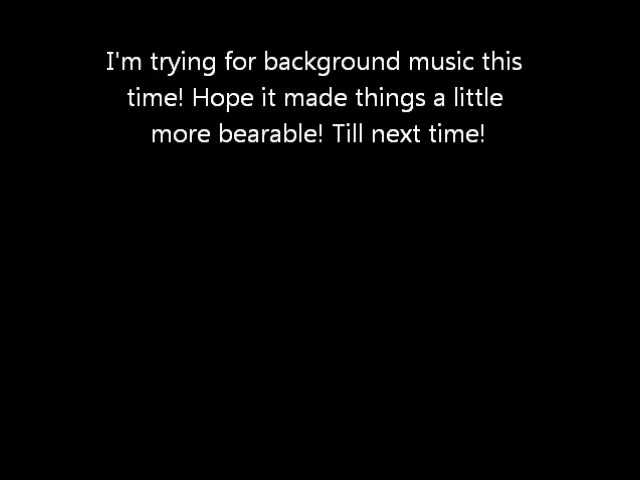 I'm trying for background music this
time! Hope it made things a little
more bearable! Till next time!